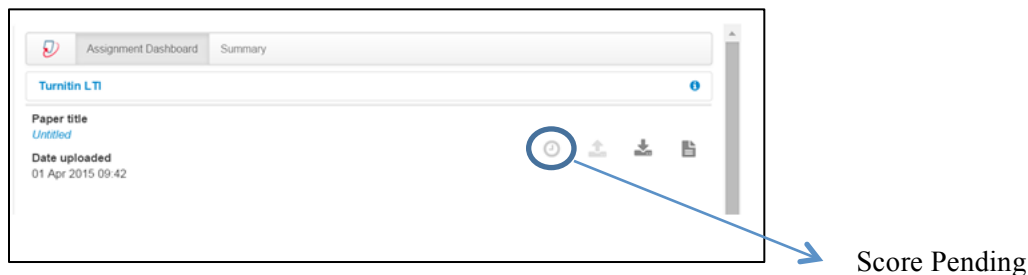 Assignment Dashboard Summary
Turnitin LTI
Paper title
Untitled
Date uploaded
01 Apr 2015 09:42
Score Pending